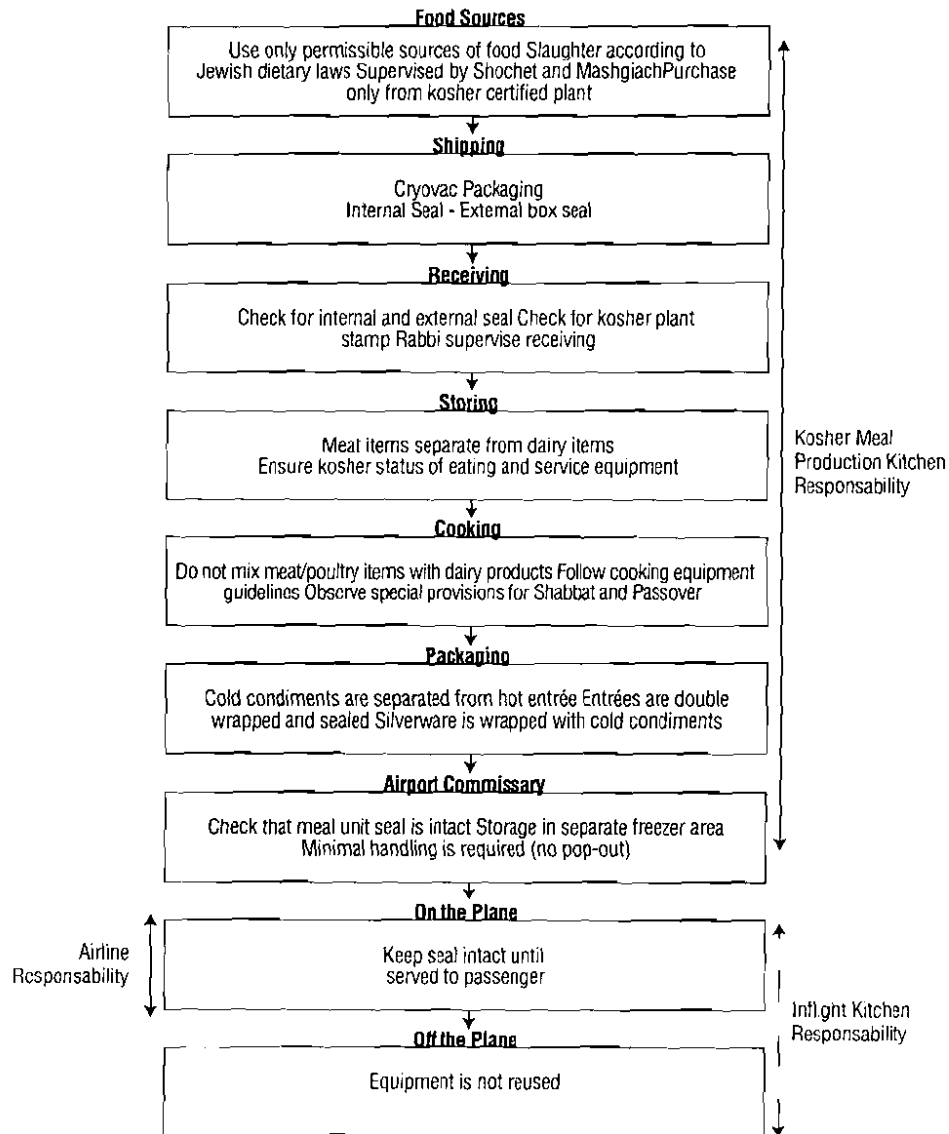 Food Sources
Use only permissible sources of food Slaughter according to
Jewish dietary laws Supervised by Shochet and MashgiachPurchase
only from kosher certified plant
Shipping
Cryovac Packaging
Internal Seal - External box seal
Receiving
Check for internal and external seal Check for kosher plant
stamp Rabbi supervise receiving
Storing
Meat items separate from dairy items
Ensure kosher status of eating and service equipment
Kosher Meal
Production Kitchen
Responsability
Cooking
Do not mix meat/poultry items with dairy products Follow cooking equipment
guidelines Observe special provisions for Shabbat and Passover
Packaging
Cold condiments are separated from hot entrée Entrées are double
wrapped and sealed Silverware is wrapped with cold condiments
Airport Commissary
Check that meal unit seal is intact Storage in separate freezer area
Minimal handling is required (no pop-out)
On the Plane
Airline
Responsability
Keep seal intact until
served to passenger
Inflight Kitchen
Responsability
Off the Plane
Equipment is not reused